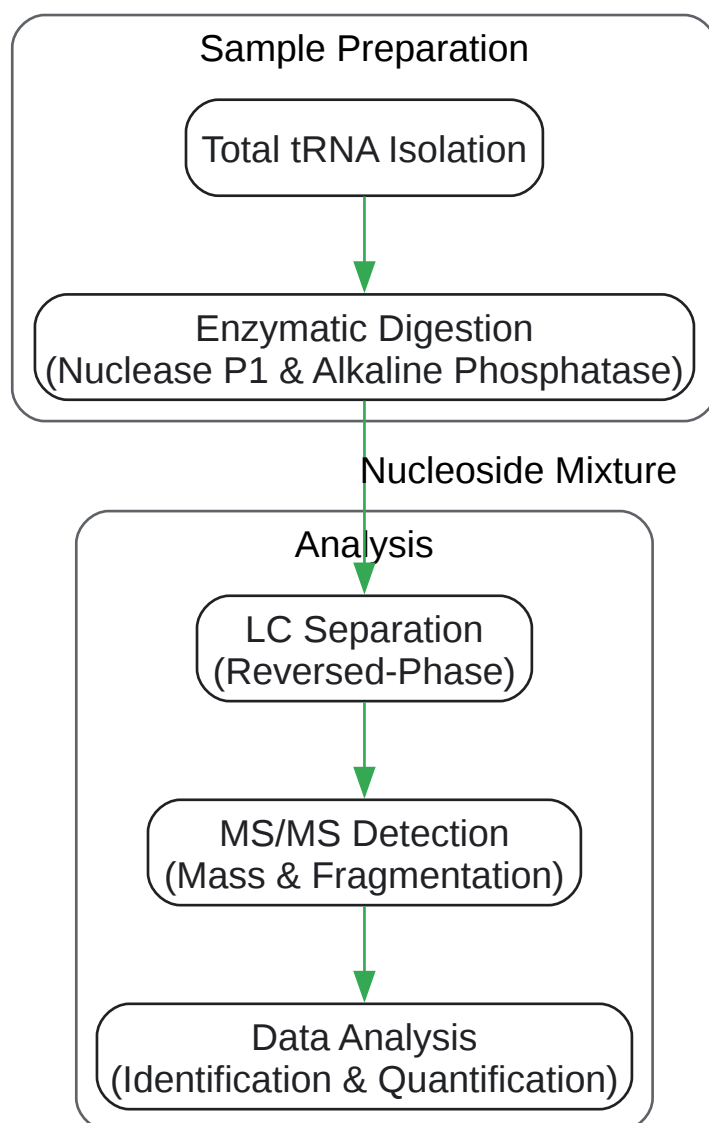 Sample Preparation
Total tRNA Isolation
Enzymatic Digestion
(Nuclease P1 & Alkaline Phosphatase)
Nucleoside Mixture
Analysis
LC Separation
(Reversed-Phase)
MS/MS Detection
(Mass & Fragmentation)
Data Analysis
(Identification & Quantification)